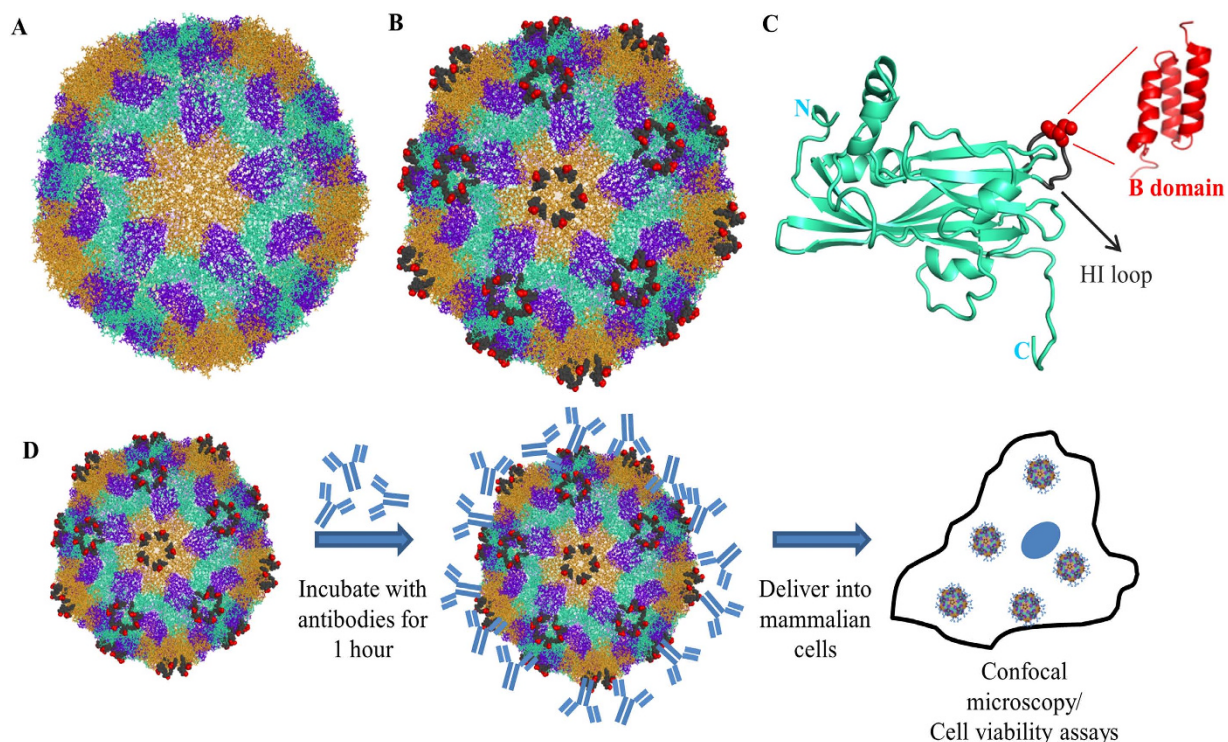 A
B
C
N
B domain
HI loop
C
D
Incubate with
antibodies for
1 hour
Deliver into
mammalian
cells
Confocal
microscopy/
Cell viability assays